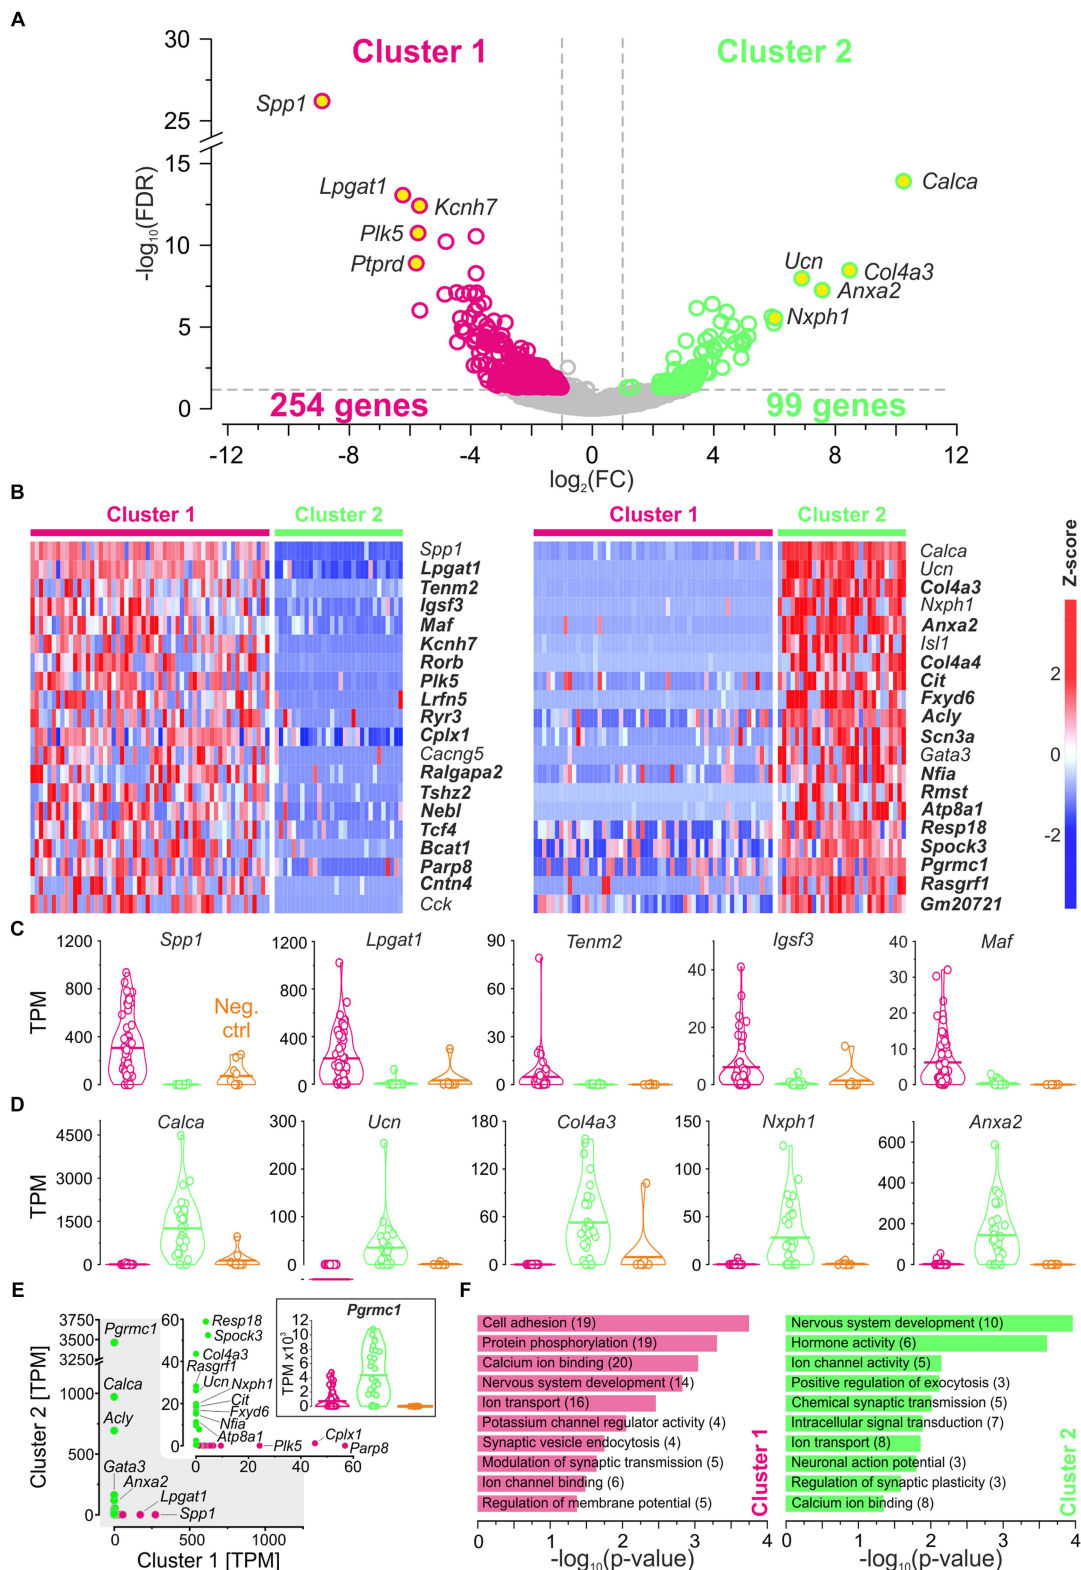 A
Cluster 1
Cluster 2
30
25
15
10
5
0
-log10(FDR)
Spp1
Lpgat1
Kcnh7
Plk5
Ptprd
Calca
Ucn
Col4a3
Anxa2
Nxph1
254 genes
99 genes
-12
-8
-4
0
4
8
12
log2(FC)
B
Cluster 1
Cluster 2
Spp1
Lpgat1
Tenm2
Igsf3
Maf
Kcnh7
Rorb
Plk5
Lrfn5
Ryr3
Cplx1
Cacng5
Ralgapa2
Tshz2
Nebl
Tcf4
Bcat1
Parp8
Cntn4
Cck
Cluster 1
Cluster 2
Calca
Ucn
Col4a3
Nxph1
Anxa2
Isl1
Col4a4
Cit
Fxyd6
Acly
Scn3a
Gata3
Nfia
Rmst
Atp8a1
Resp18
Spock3
Pgrmc1
Rasgrf1
Gm20721
Z-score
2
0
-2
C
TPM
Spp1
1200
800
400
0
Neg.
ctrl
Lpgat1
1200
800
400
0
Tenm2
90
60
30
0
Igsf3
40
20
0
Maf
40
30
20
10
0
D
TPM
Calca
4500
3000
1500
0
Ucn
300
200
100
0
-
Col4a3
180
120
60
0
Nxph1
150
100
50
0
Anxa2
600
400
200
0
E
Cluster 2 [TPM]
3750
3500
3250
1000
500
0
Pgrmc1
Calca
Acly
Gata3
Anxa2
Lpgat1
Spp1
0
500
1000
Cluster 1 [TPM]
60
40
20
0
Resp18
Spock3
Col4a3
Rasgrf1
Ucn
Nxph1
Cit
Fxyd6
Nfia
Atp8a1
Plk5
Cplx1
Parp8
0
20
40
60
Pgrmc1
TPM x10³
10
8
6
4
2
0
F
Cell adhesion (19)
Protein phosphorylation (19)
Calcium ion binding (20)
Nervous system development (14)
Ion transport (16)
Potassium channel regulator activity (4)
Synaptic vesicle endocytosis (4)
Modulation of synaptic transmission (5)
Ion channel binding (6)
Regulation of membrane potential (5)
Cluster 1
0
1
2
3
4
-log10(p-value)
Nervous system development (10)
Hormone activity (6)
Ion channel activity (5)
Positive regulation of exocytosis (3)
Chemical synaptic transmission (5)
Intracellular signal transduction (7)
Ion transport (8)
Neuronal action potential (3)
Regulation of synaptic plasticity (3)
Calcium ion binding (8)
Cluster 2
0
1
2
3
4
-log10(p-value)